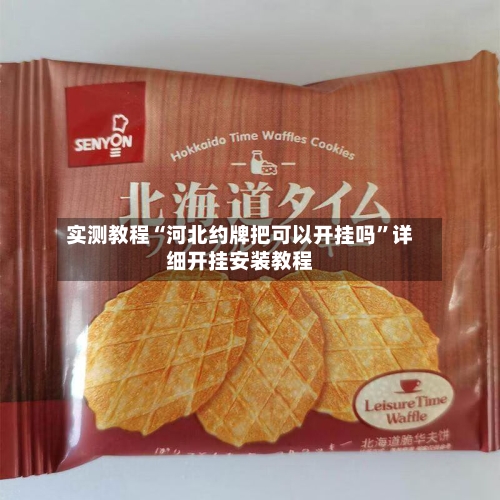 SENYON
Hokkaido Time Waffles Cookies
北海道タイム
实测教程“河北约牌把可以开挂吗”详
细开挂安装教程
Leisure Time
Waffle
北海道脆华夫饼